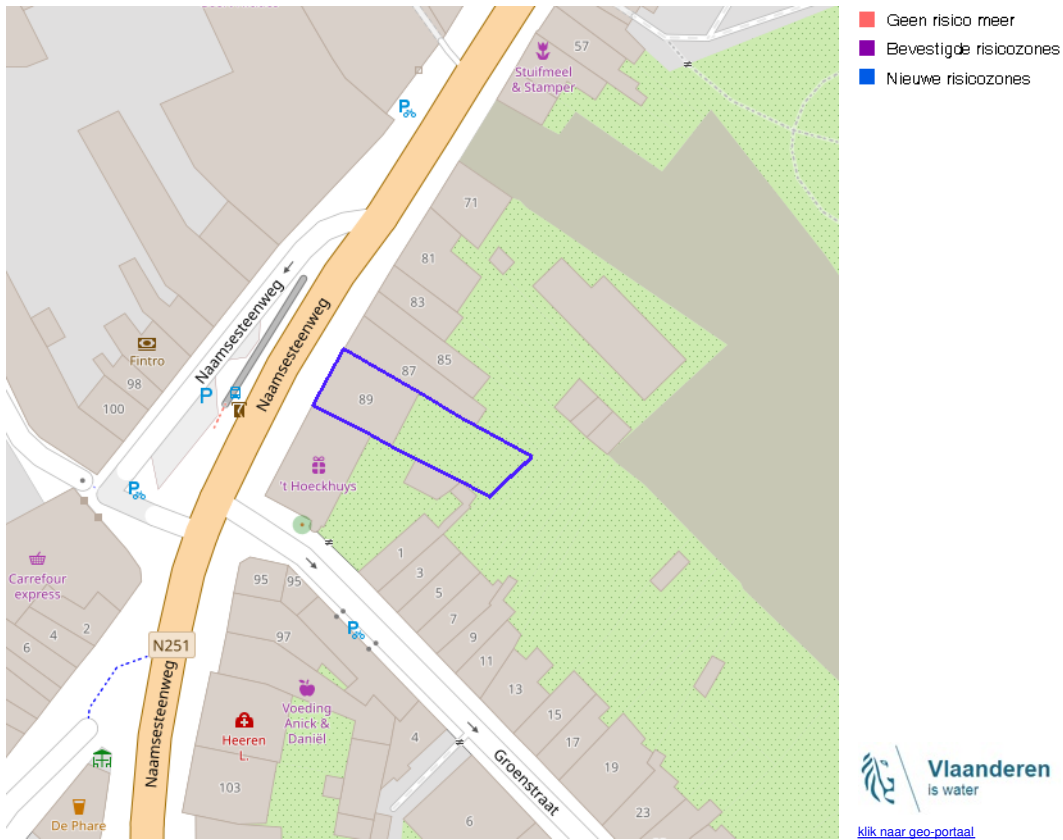 57
Stuifmeel
& Stamper
71
81
83
85
87
89
Naamsesteenweg
Naamsesteenweg
P
P
P
Fintro
98
100
't Hoeckhuys
P
Carrefour
express
6
4
2
N251
Naamsesteenweg
95
95
97
P
1
3
5
7
9
11
13
15
17
19
23
Voeding
Anick &
Daniël
Heeren
L.
4
103
6
Groenstraat
De Phare
Geen risico meer
Bevestigde risicozones
Nieuwe risicozones
Vlaanderen
is water
klik naar geo-portaal